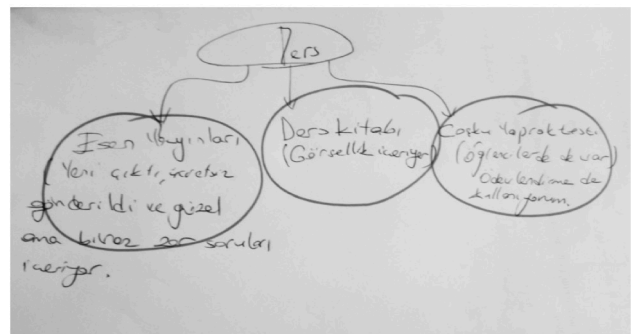 Ders
Esen Yayınları
(Yeni çıktı, ücretsiz
gönderildi ve güzel
ama biraz zor soruları
içeriyor.
Ders kitabı
(Görsellik içeriyor)
Coşku Yaprak Testi
(öğrencilerde de var
Ödevlendirme de
kullanıyorum.